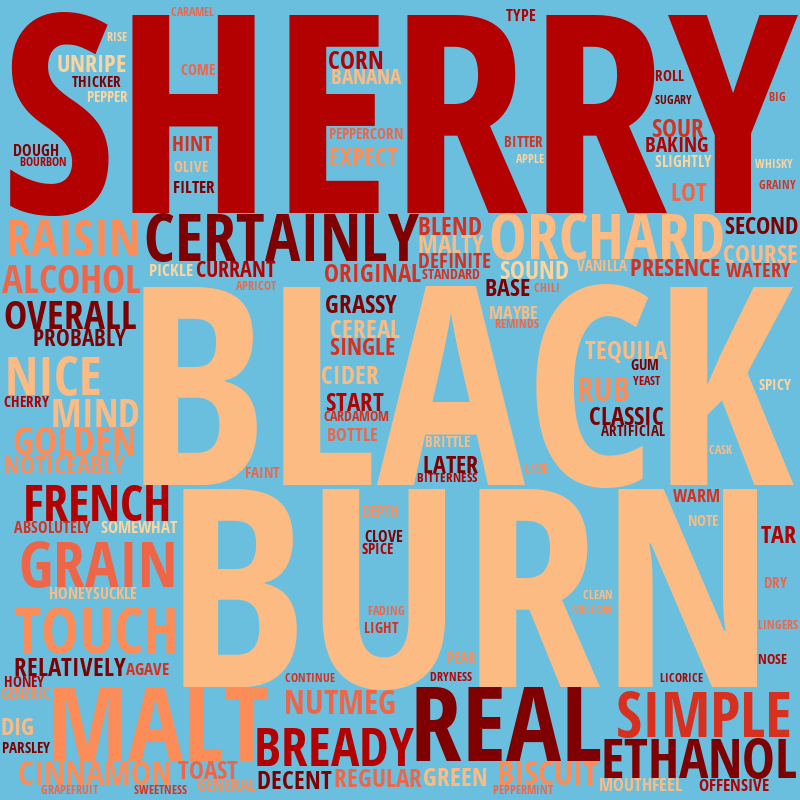 SHERRY
CARAMEL
TYPE
RISE
UNRIPE
THICKER
PEPPER
COME
CORN
BANANA
ROLL
SUGARY
BIG
DOUGH
BOURBON
HINT
OLIVE
FILTER
PEPPERCORN
EXPECT
BITTER
APPLE
SOUR
BAKING
SLIGHTLY
LOT
WHISKY
GRAINY
RAISIN
CERTAINLY
BLEND
MALTY
DEFINITE
STANDARD
ORCHARD
SECOND
COURSE
ALCOHOL
PICKLE
CURRANT
APRICOT
ORIGINAL
SOUND
VANILLA
PRESENCE
WATERY
OVERALL
PROBABLY
GRASSY
CEREAL
SINGLE
BASE
CHILI
MAYBE
REMINDS
BLACK
NICE
CHERRY
MIND
GOLDEN
NOTICEABLY
CIDER
START
CARDAMOM
BOTTLE
TEQUILA
GUM
YEAST
RUB
CLASSIC
ARTIFICIAL
SPICY
FAINT
BRITTLE
LATER
BITTERNESS
LIME
CASK
FRENCH
ABSOLUTELY
SOMEWHAT
BURN
WARM
NOTE
TAR
DEPTH
CLOVE
SPICE
GRAIN
HONEYSUCKLE
CLEAN
MELLOW
DRY
TOUCH
FADING
LIGHT
LINGERS
RELATIVELY
AGAVE
HONEY
GENERIC
CONTINUE
PEAR
DRYNESS
LICORICE
NOSE
MALT
NUTMEG
REAL
SIMPLE
DIG
PARSLEY
BREADY
ETHANOL
CINNAMON
TOAST
GENERAL
GRAPEFRUIT
SWEETNESS
DECENT
REGULAR
GREEN
BISCUIT
PEPPERMINT
MOUTHFEEL
OFFENSIVE